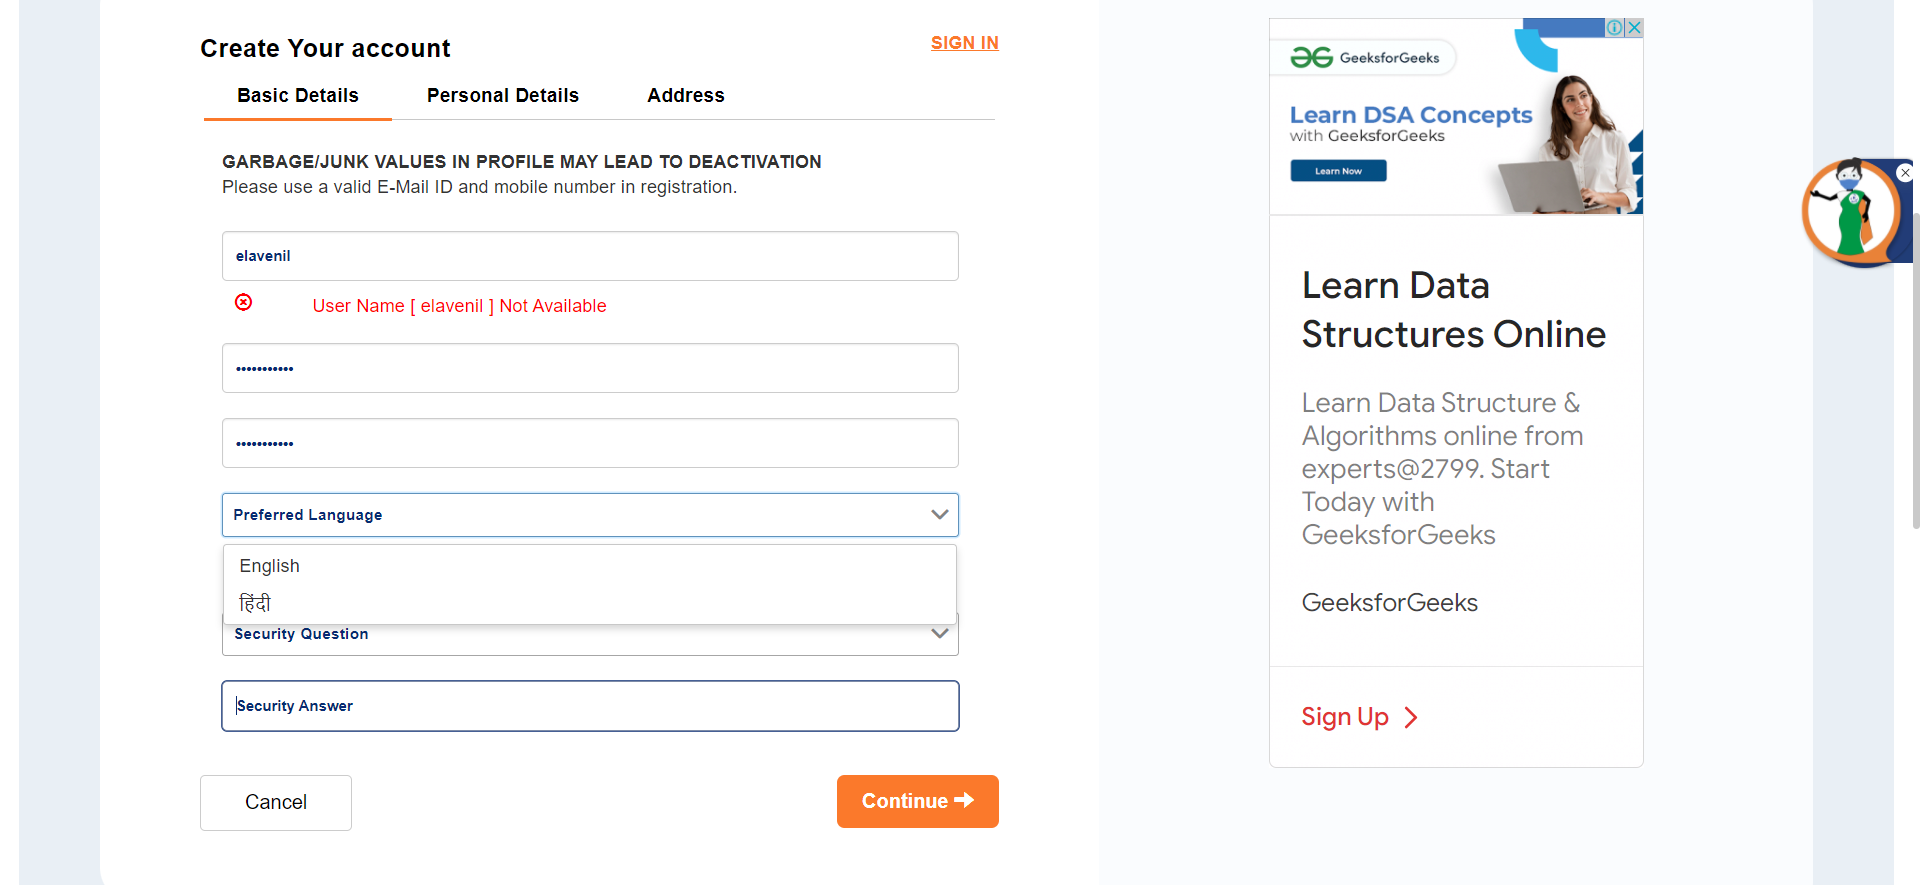 Create Your account
SIGN IN
Basic Details
Personal Details
Address
GARBAGE/JUNK VALUES IN PROFILE MAY LEAD TO DEACTIVATION
Please use a valid E-Mail ID and mobile number in registration.
elavenil
User Name [ elavenil ] Not Available
•••••••••••
•••••••••••
Preferred Language
English
हिंदी
Security Question
Security Answer
Cancel
Continue
GeeksforGeeks
Learn DSA Concepts
with GeeksforGeeks
Learn Now
Learn Data
Structures Online
Learn Data Structure &
Algorithms online from
experts@2799. Start
Today with
GeeksforGeeks
GeeksforGeeks
Sign Up